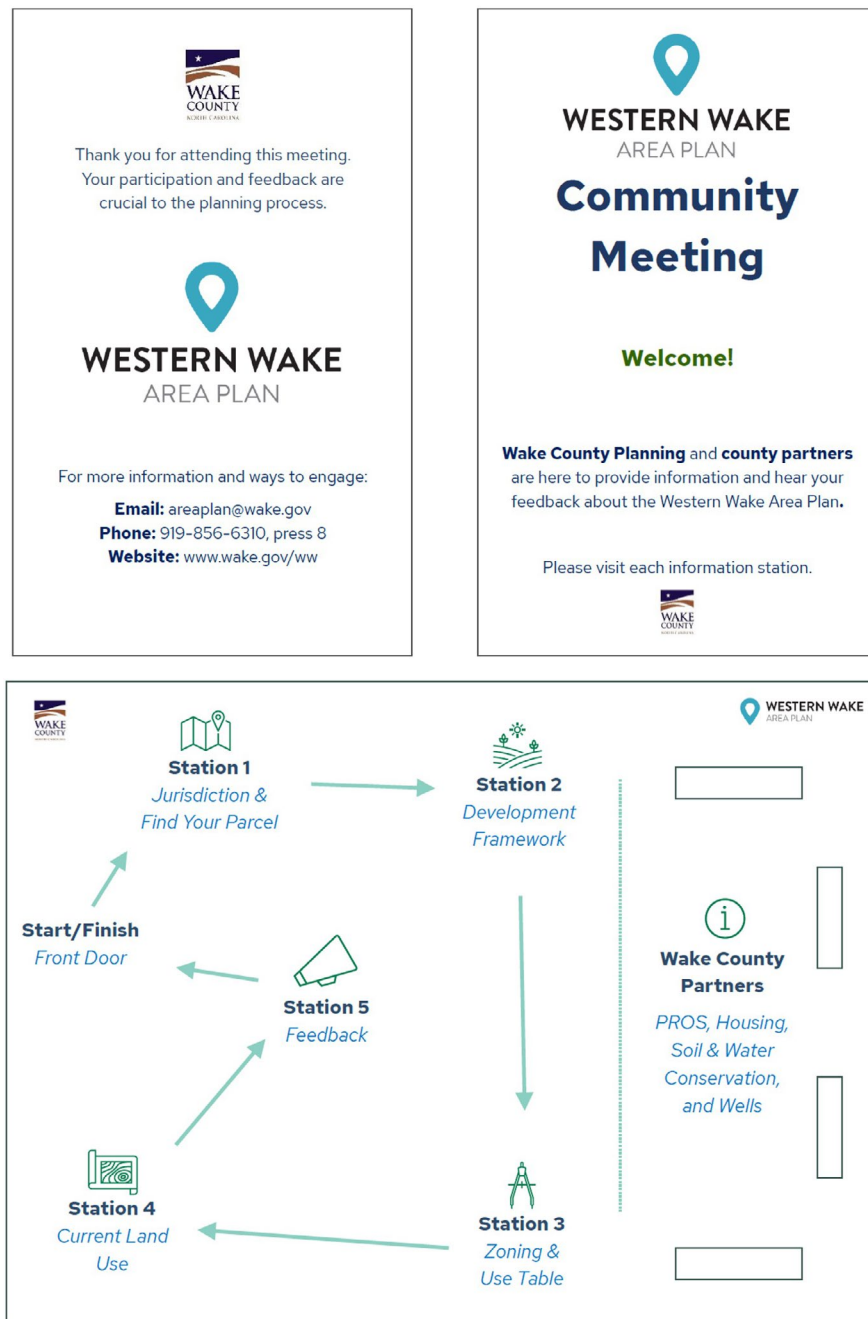 WAKE
COUNTY
NORTH CAROLINA
Thank you for attending this meeting.
Your participation and feedback are
crucial to the planning process.
WESTERN WAKE
AREA PLAN
For more information and ways to engage:
Email: areaplan@wake.gov
Phone: 919-856-6310, press 8
Website: www.wake.gov/ww
WESTERN WAKE
AREA PLAN
Community
Meeting
Welcome!
Wake County Planning and county partners
are here to provide information and hear your
feedback about the Western Wake Area Plan.
Please visit each information station.
WAKE
COUNTY
NORTH CAROLINA
WAKE
COUNTY
NORTH CAROLINA
WESTERN WAKE
AREA PLAN
Station 1
Jurisdiction &
Find Your Parcel
Station 2
Development
Framework
Start/Finish
Front Door
Station 5
Feedback
Wake County
Partners
PROS, Housing,
Soil & Water
Conservation,
and Wells
Station 4
Current Land
Use
Station 3
Zoning &
Use Table